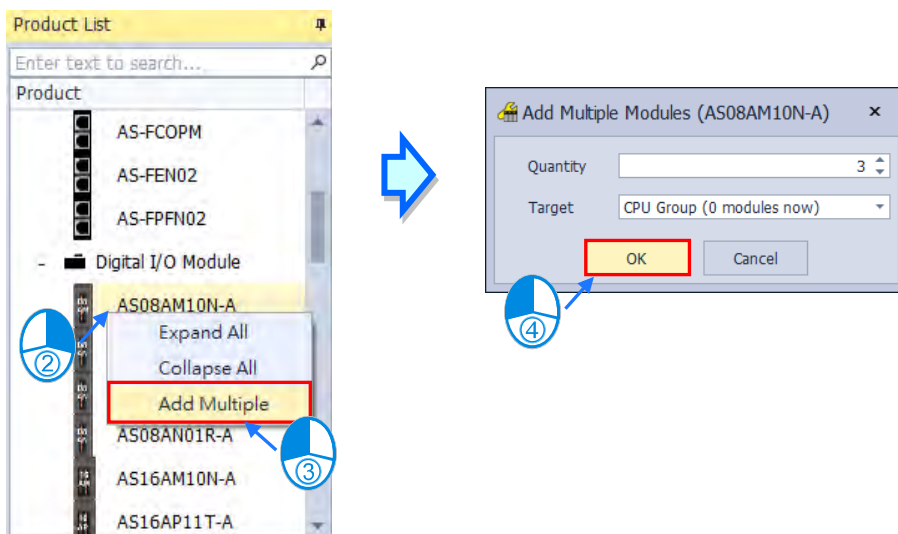 Product List
Enter text to search...
Product
AS-FCOPM
AS-FEN02
AS-FPFN02
- Digital I/O Module
AS08AM10N-A
Expand All
②
Collapse All
Add Multiple
AS08AN01R-A
③
AS16AM10N-A
AS16AP11T-A
Add Multiple Modules (AS08AM10N-A)
Quantity 3
Target CPU Group (0 modules now)
OK Cancel
④